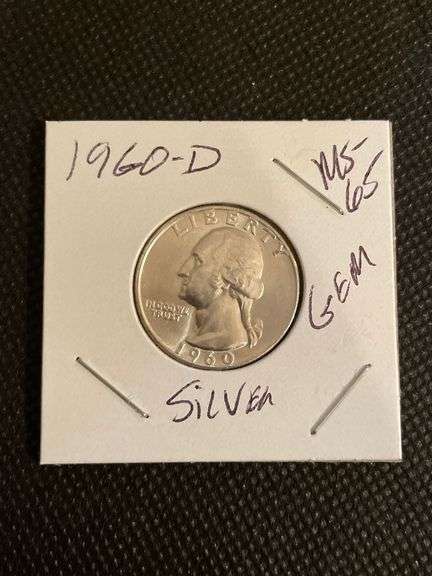 1960-D
MS-
65
GEM
LIBERTY
IN GOD WE
TRUST
1960
SILVER